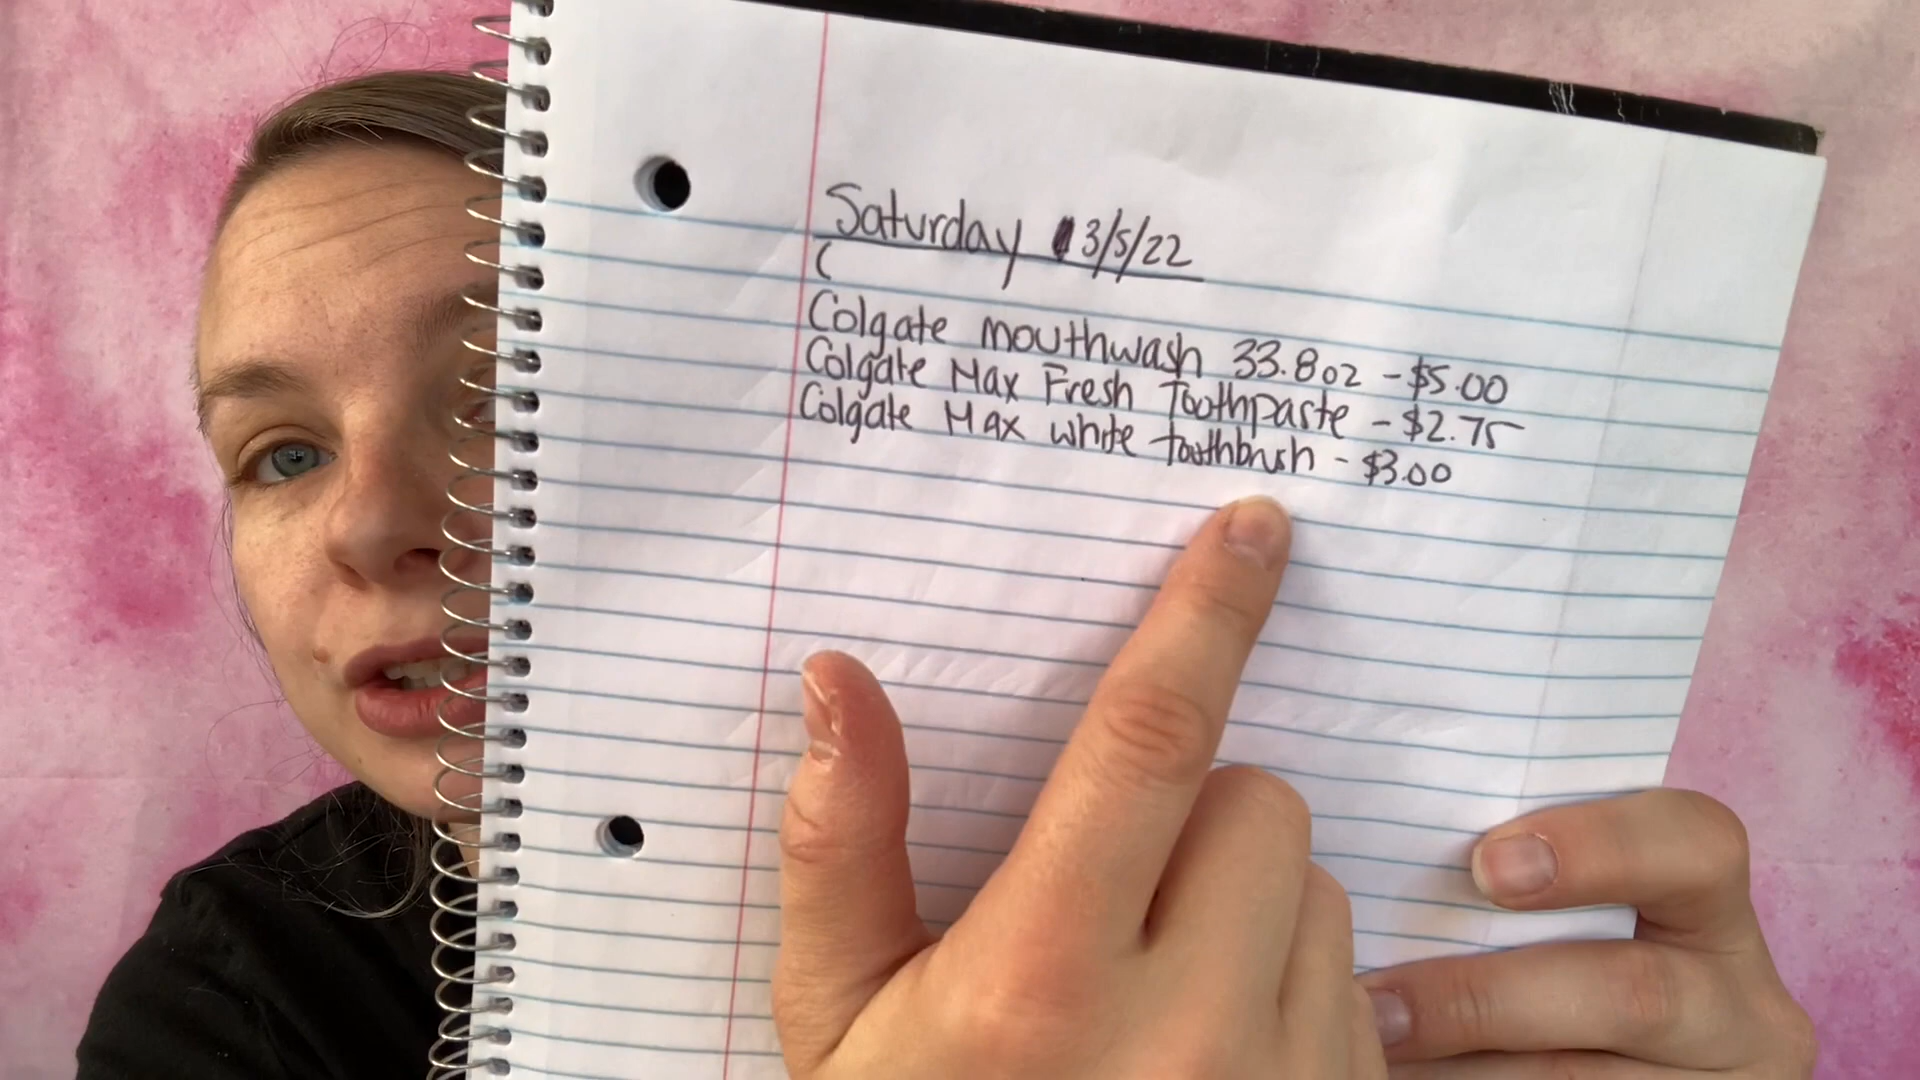 Saturday 3/5/22
(
Colgate mouthwash 33.8oz - $5.00
Colgate Max Fresh Toothpaste - $2.75
Colgate Max white toothbrush - $3.00